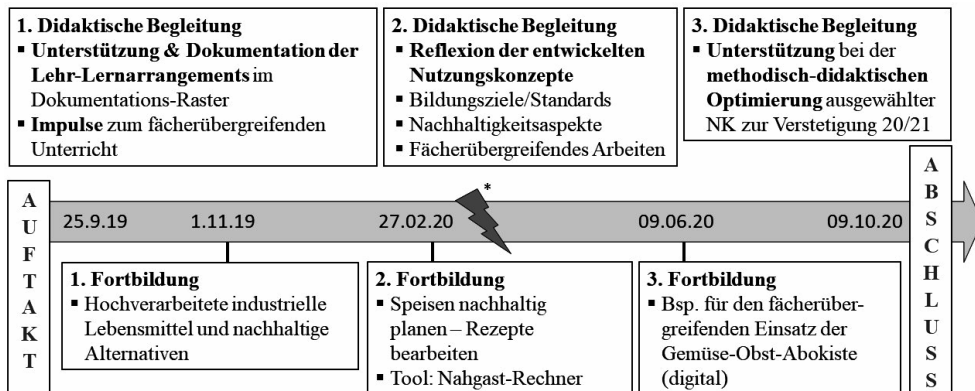 1. Didaktische Begleitung
▪ Unterstützung & Dokumentation der
Lehr-Lernarrangements im
Dokumentations-Raster
▪ Impulse zum fächerübergreifenden
Unterricht
2. Didaktische Begleitung
▪ Reflexion der entwickelten
Nutzungskonzepte
▪ Bildungsziele/Standards
▪ Nachhaltigkeitsaspekte
▪ Fächerübergreifendes Arbeiten
3. Didaktische Begleitung
▪ Unterstützung bei der
methodisch-didaktischen
Optimierung ausgewählter
NK zur Verstetigung 20/21
AUFTAKT
25.9.19 1.11.19 27.02.20 * 09.06.20 09.10.20
ABSCHLUSS
1. Fortbildung
▪ Hochverarbeitete industrielle
Lebensmittel und nachhaltige
Alternativen
2. Fortbildung
▪ Speisen nachhaltig
planen – Rezepte
bearbeiten
▪ Tool: Nahgast-Rechner
3. Fortbildung
▪ Bsp. für den fächerüber-
greifenden Einsatz der
Gemüse-Obst-Abokiste
(digital)